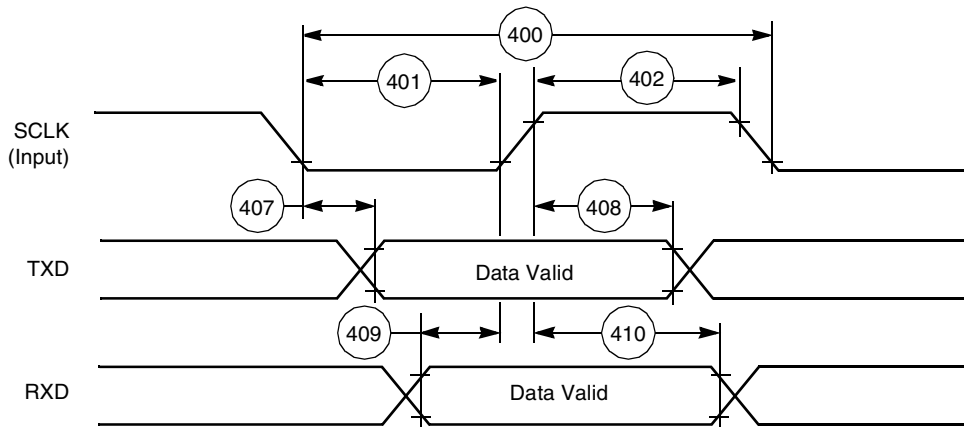 400
401
402
SCLK
(Input)
407
408
TXD
Data Valid
409
410
RXD
Data Valid